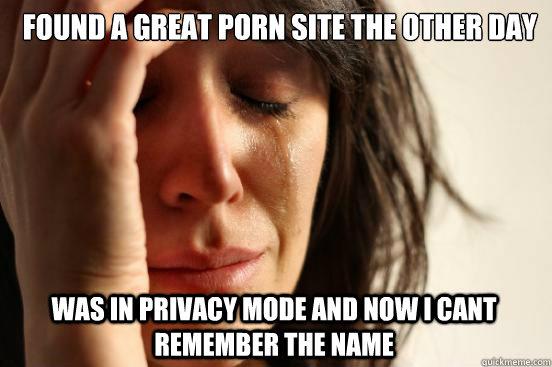 FOUND A GREAT PORN SITE THE OTHER DAY
WAS IN PRIVACY MODE AND NOW I CANT
REMEMBER THE NAME
quickmeme.com